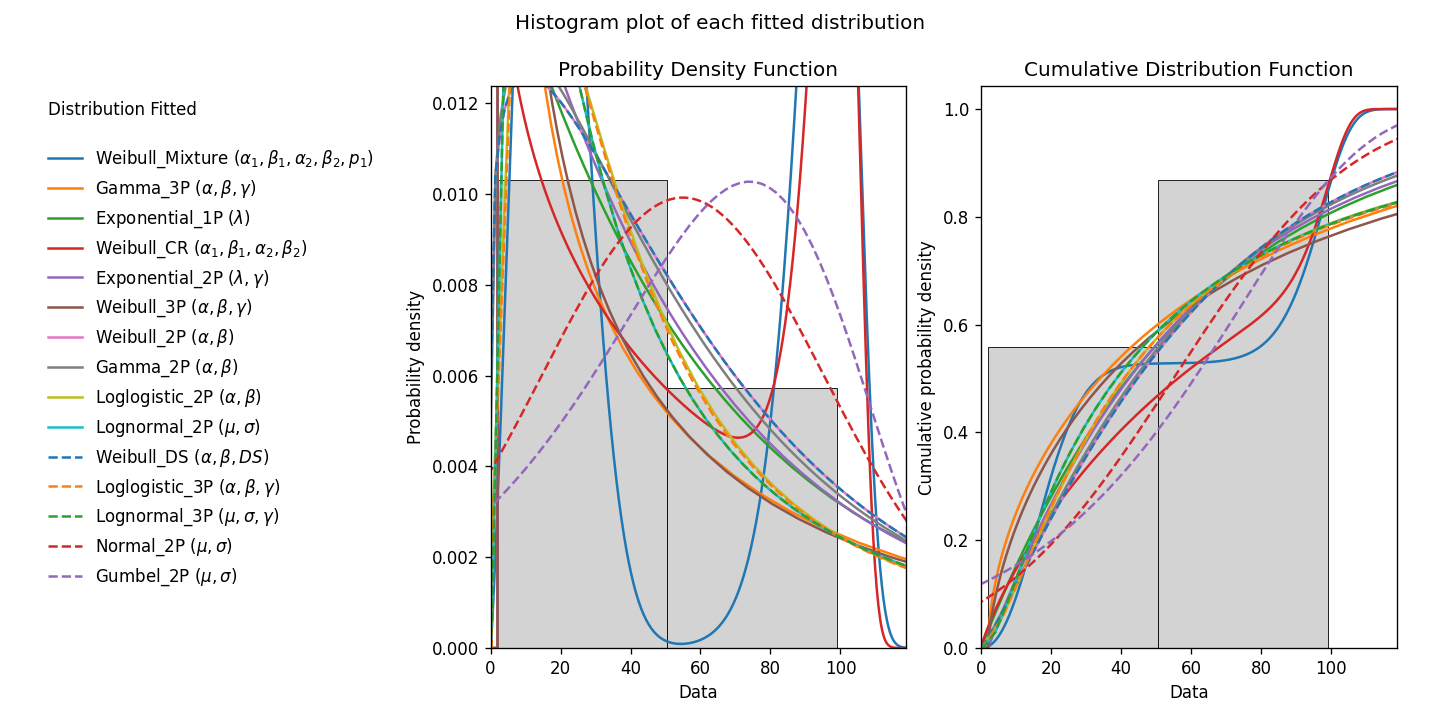 Histogram plot of each fitted distribution
Distribution Fitted
Weibull_Mixture (α₁, β₁, α₂, β₂, p₁)
Gamma_3P (α, β, γ)
Exponential_1P (λ)
Weibull_CR (α₁, β₁, α₂, β₂)
Exponential_2P (λ, γ)
Weibull_3P (α, β, γ)
Weibull_2P (α, β)
Gamma_2P (α, β)
Loglogistic_2P (α, β)
Lognormal_2P (μ, σ)
Weibull_DS (α, β, DS)
Loglogistic_3P (α, β, γ)
Lognormal_3P (μ, σ, γ)
Normal_2P (μ, σ)
Gumbel_2P (μ, σ)
Probability Density Function
Probability density
0.012
0.010
0.008
0.006
0.004
0.002
0.000
0 20 40 60 80 100
Data
Cumulative Distribution Function
Cumulative probability density
1.0
0.8
0.6
0.4
0.2
0.0
0 20 40 60 80 100
Data